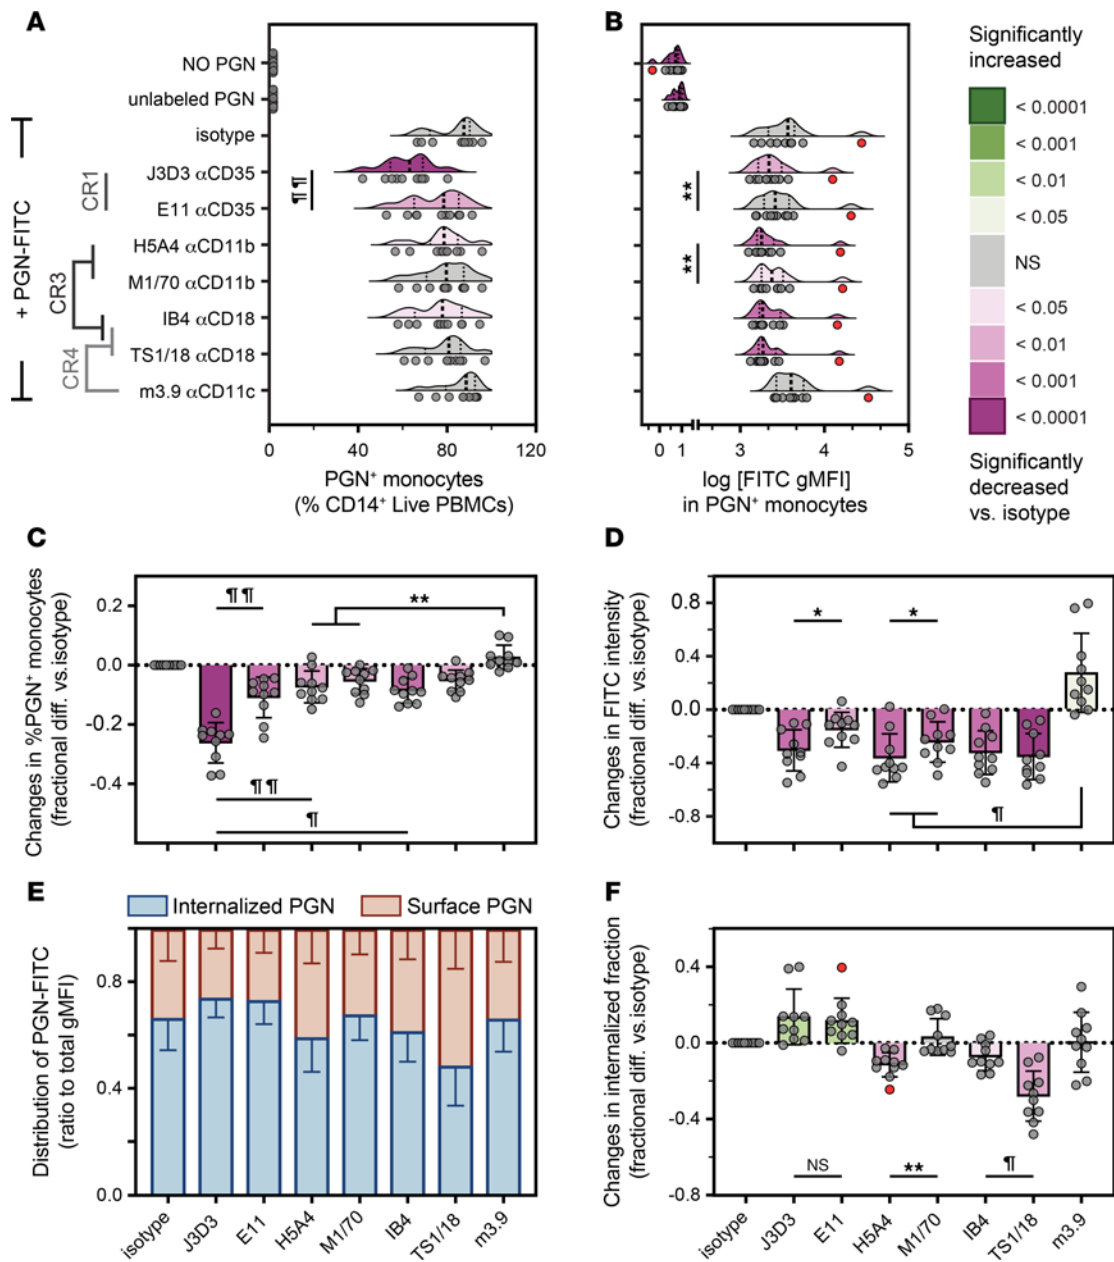 A
B
NO PGN
unlabeled PGN
isotype
J3D3 αCD35
E11 αCD35
H5A4 αCD11b
M1/70 αCD11b
IB4 αCD18
TS1/18 αCD18
m3.9 αCD11c
+ PGN-FITC
CR1
CR3
CR4
¶¶
**
**
0
40
80
120
PGN⁺ monocytes
(% CD14⁺ Live PBMCs)
0
1
3
4
5
log [FITC gMFI]
in PGN⁺ monocytes
Significantly
increased
< 0.0001
< 0.001
< 0.01
< 0.05
NS
< 0.05
< 0.01
< 0.001
< 0.0001
Significantly
decreased
vs. isotype
C
Changes in %PGN⁺ monocytes
(fractional diff. vs.isotype)
0.2
0.0
-0.2
-0.4
¶¶
**
¶¶
¶
D
Changes in FITC intensity
(fractional diff. vs.isotype)
0.8
0.4
0.0
-0.4
-0.8
*
*
¶
E
Internalized PGN
Surface PGN
Distribution of PGN-FITC
(ratio to total gMFI)
0.8
0.4
0.0
isotype
J3D3
E11
H5A4
M1/70
IB4
TS1/18
m3.9
F
Changes in internalized fraction
(fractional diff. vs.isotype)
0.4
0.0
-0.4
-0.8
NS
**
¶
isotype
J3D3
E11
H5A4
M1/70
IB4
TS1/18
m3.9